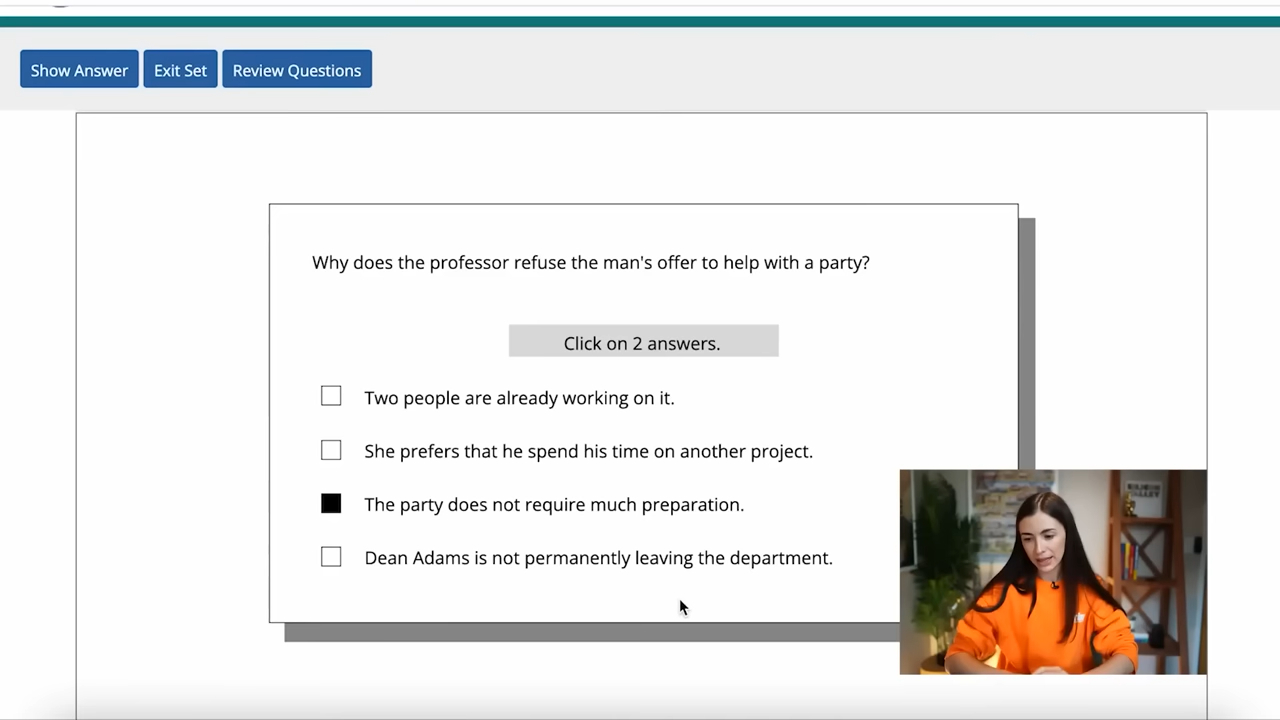 Show Answer Exit Set Review Questions
Why does the professor refuse the man's offer to help with a party?
Click on 2 answers.
Two people are already working on it.
She prefers that he spend his time on another project.
The party does not require much preparation.
Dean Adams is not permanently leaving the department.